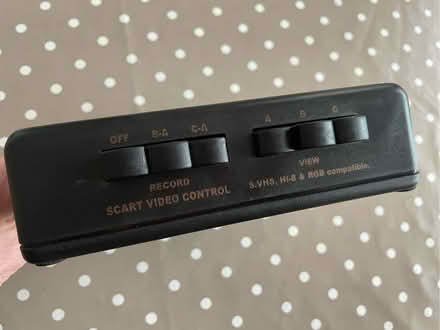 OFF B-A C-A
RECORD
SCART VIDEO CONTROL
A B C
VIEW
S.VHS, Hi-8 & RGB compatible.